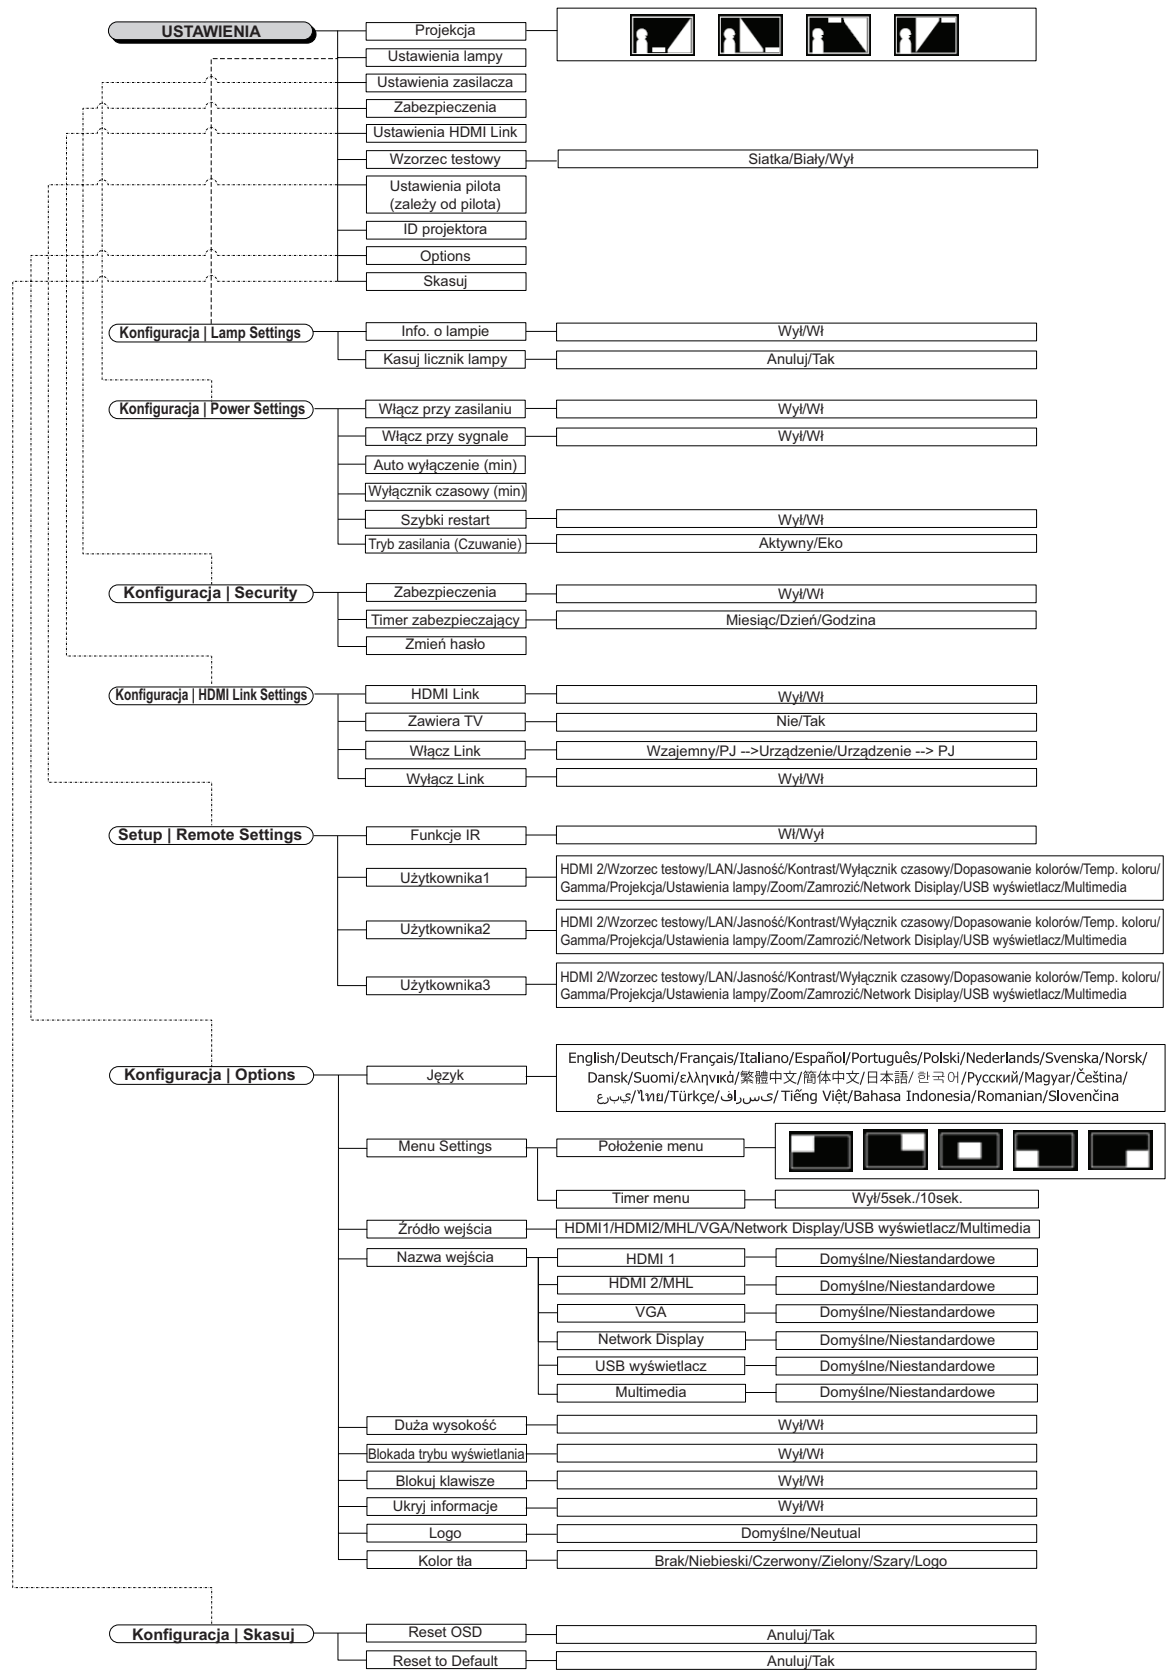 USTAWIENIA
Projekcja
Ustawienia lampy
Ustawienia zasilacza
Zabezpieczenia
Ustawienia HDMI Link
Wzorzec testowy
Siatka/Biały/Wył
Ustawienia pilota
(zależy od pilota)
ID projektora
Options
Skasuj
Konfiguracja | Lamp Settings
Info. o lampie
Wył/Wł
Kasuj licznik lampy
Anuluj/Tak
Konfiguracja | Power Settings
Włącz przy zasilaniu
Wył/Wł
Włącz przy sygnale
Wył/Wł
Auto wyłączenie (min)
Wyłącznik czasowy (min)
Szybki restart
Wył/Wł
Tryb zasilania (Czuwanie)
Aktywny/Eko
Konfiguracja | Security
Zabezpieczenia
Wył/Wł
Timer zabezpieczający
Miesiąc/Dzień/Godzina
Zmień hasło
Konfiguracja | HDMI Link Settings
HDMI Link
Wył/Wł
Zawiera TV
Nie/Tak
Włącz Link
Wzajemny/PJ -->Urządzenie/Urządzenie --> PJ
Wyłącz Link
Wył/Wł
Setup | Remote Settings
Funkcje IR
Wł/Wył
Użytkownika1
HDMI 2/Wzorzec testowy/LAN/Jasność/Kontrast/Wyłącznik czasowy/Dopasowanie kolorów/Temp. koloru/
Gamma/Projekcja/Ustawienia lampy/Zoom/Zamrozić/Network Disiplay/USB wyświetlacz/Multimedia
Użytkownika2
HDMI 2/Wzorzec testowy/LAN/Jasność/Kontrast/Wyłącznik czasowy/Dopasowanie kolorów/Temp. koloru/
Gamma/Projekcja/Ustawienia lampy/Zoom/Zamrozić/Network Disiplay/USB wyświetlacz/Multimedia
Użytkownika3
HDMI 2/Wzorzec testowy/LAN/Jasność/Kontrast/Wyłącznik czasowy/Dopasowanie kolorów/Temp. koloru/
Gamma/Projekcja/Ustawienia lampy/Zoom/Zamrozić/Network Disiplay/USB wyświetlacz/Multimedia
Konfiguracja | Options
Język
English/Deutsch/Français/Italiano/Español/Português/Polski/Nederlands/Svenska/Norsk/
Dansk/Suomi/ελληνικά/繁體中文/簡体中文/日本語/한국어/Русский/Magyar/Čeština/
ﻱﺏﺭﻉ/ไทย/Türkçe/ﻯﺱﺭﺍﻑ/Tiếng Việt/Bahasa Indonesia/Romanian/Slovenčina
Menu Settings
Położenie menu
Timer menu
Wył/5sek./10sek.
Źródło wejścia
HDMI1/HDMI2/MHL/VGA/Network Display/USB wyświetlacz/Multimedia
Nazwa wejścia
HDMI 1
Domyślne/Niestandardowe
HDMI 2/MHL
Domyślne/Niestandardowe
VGA
Domyślne/Niestandardowe
Network Display
Domyślne/Niestandardowe
USB wyświetlacz
Domyślne/Niestandardowe
Multimedia
Domyślne/Niestandardowe
Duża wysokość
Wył/Wł
Blokada trybu wyświetlania
Wył/Wł
Blokuj klawisze
Wył/Wł
Ukryj informacje
Wył/Wł
Logo
Domyślne/Neutual
Kolor tła
Brak/Niebieski/Czerwony/Zielony/Szary/Logo
Konfiguracja | Skasuj
Reset OSD
Anuluj/Tak
Reset to Default
Anuluj/Tak